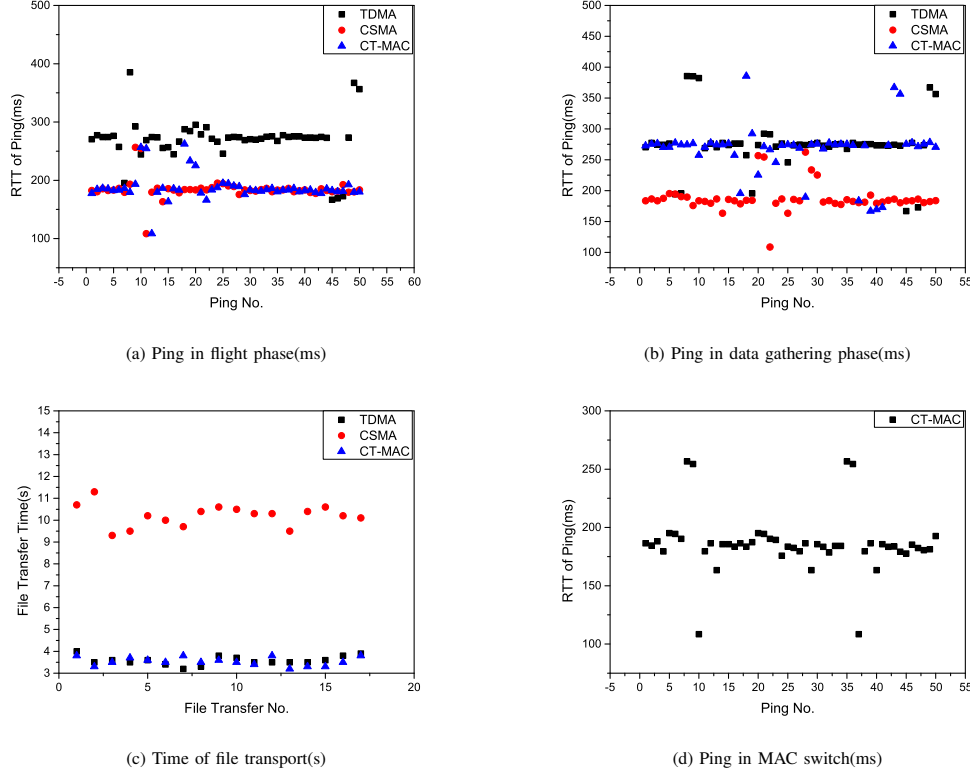 500
400
300
200
100
-5 0 5 10 15 20 25 30 35 40 45 50 55 60
RTT of Ping(ms)
Ping No.
TDMA
CSMA
CT-MAC
(a) Ping in flight phase(ms)
500
450
400
350
300
250
200
150
100
-5 0 5 10 15 20 25 30 35 40 45 50 55
RTT of Ping(ms)
Ping No.
TDMA
CSMA
CT-MAC
(b) Ping in data gathering phase(ms)
15
14
13
12
11
10
9
8
7
6
5
4
3
0 5 10 15 20
File Transfer Time(s)
File Transfer No.
TDMA
CSMA
CT-MAC
(c) Time of file transport(s)
300
250
200
150
100
-5 0 5 10 15 20 25 30 35 40 45 50 55
RTT of Ping(ms)
Ping No.
CT-MAC
(d) Ping in MAC switch(ms)